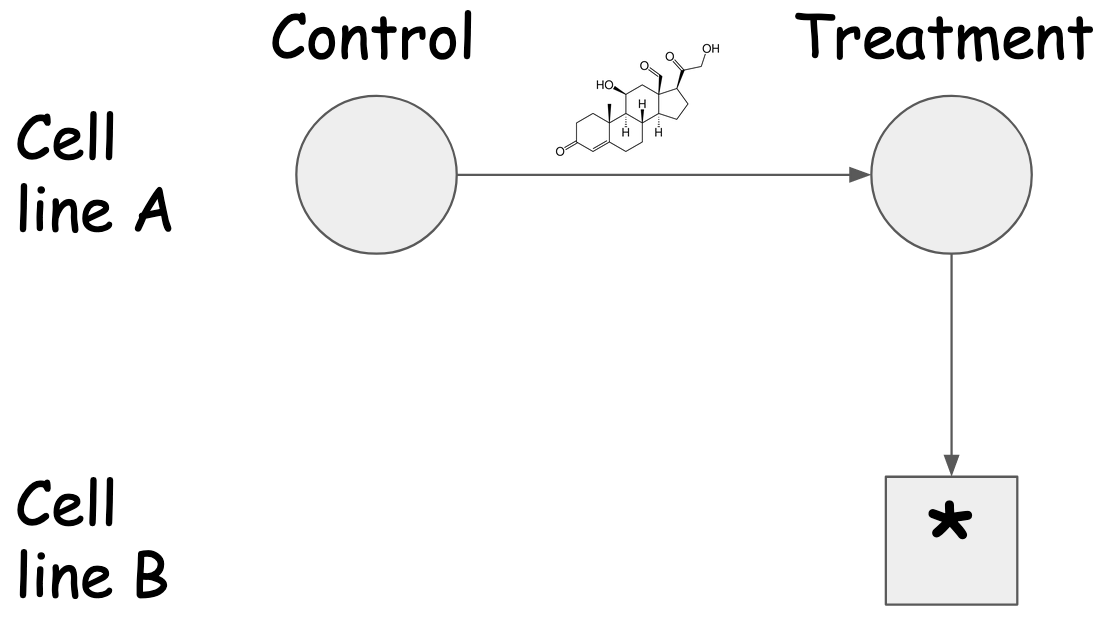 Control Treatment
O OH
O
HO
H
H H
O
Cell
line A
Cell
line B
*